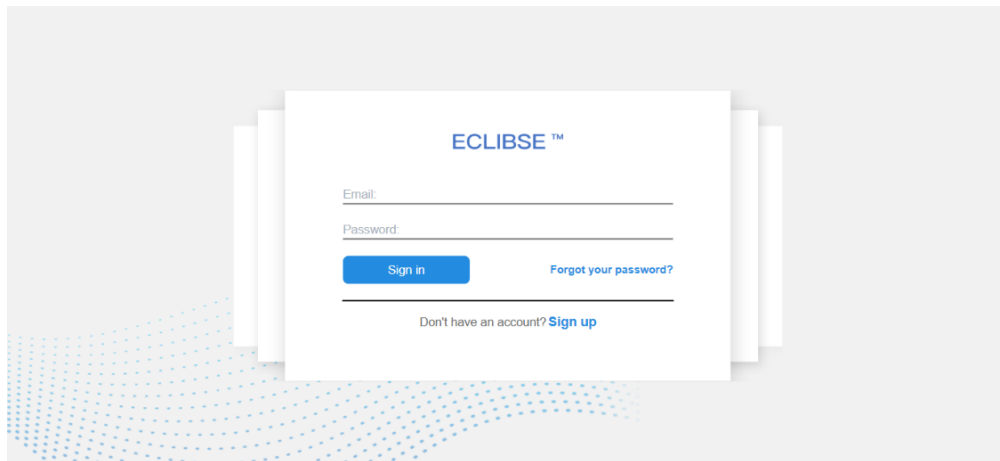 ECLIBSE ™
Email:
Password:
Sign in
Forgot your password?
Don't have an account? Sign up